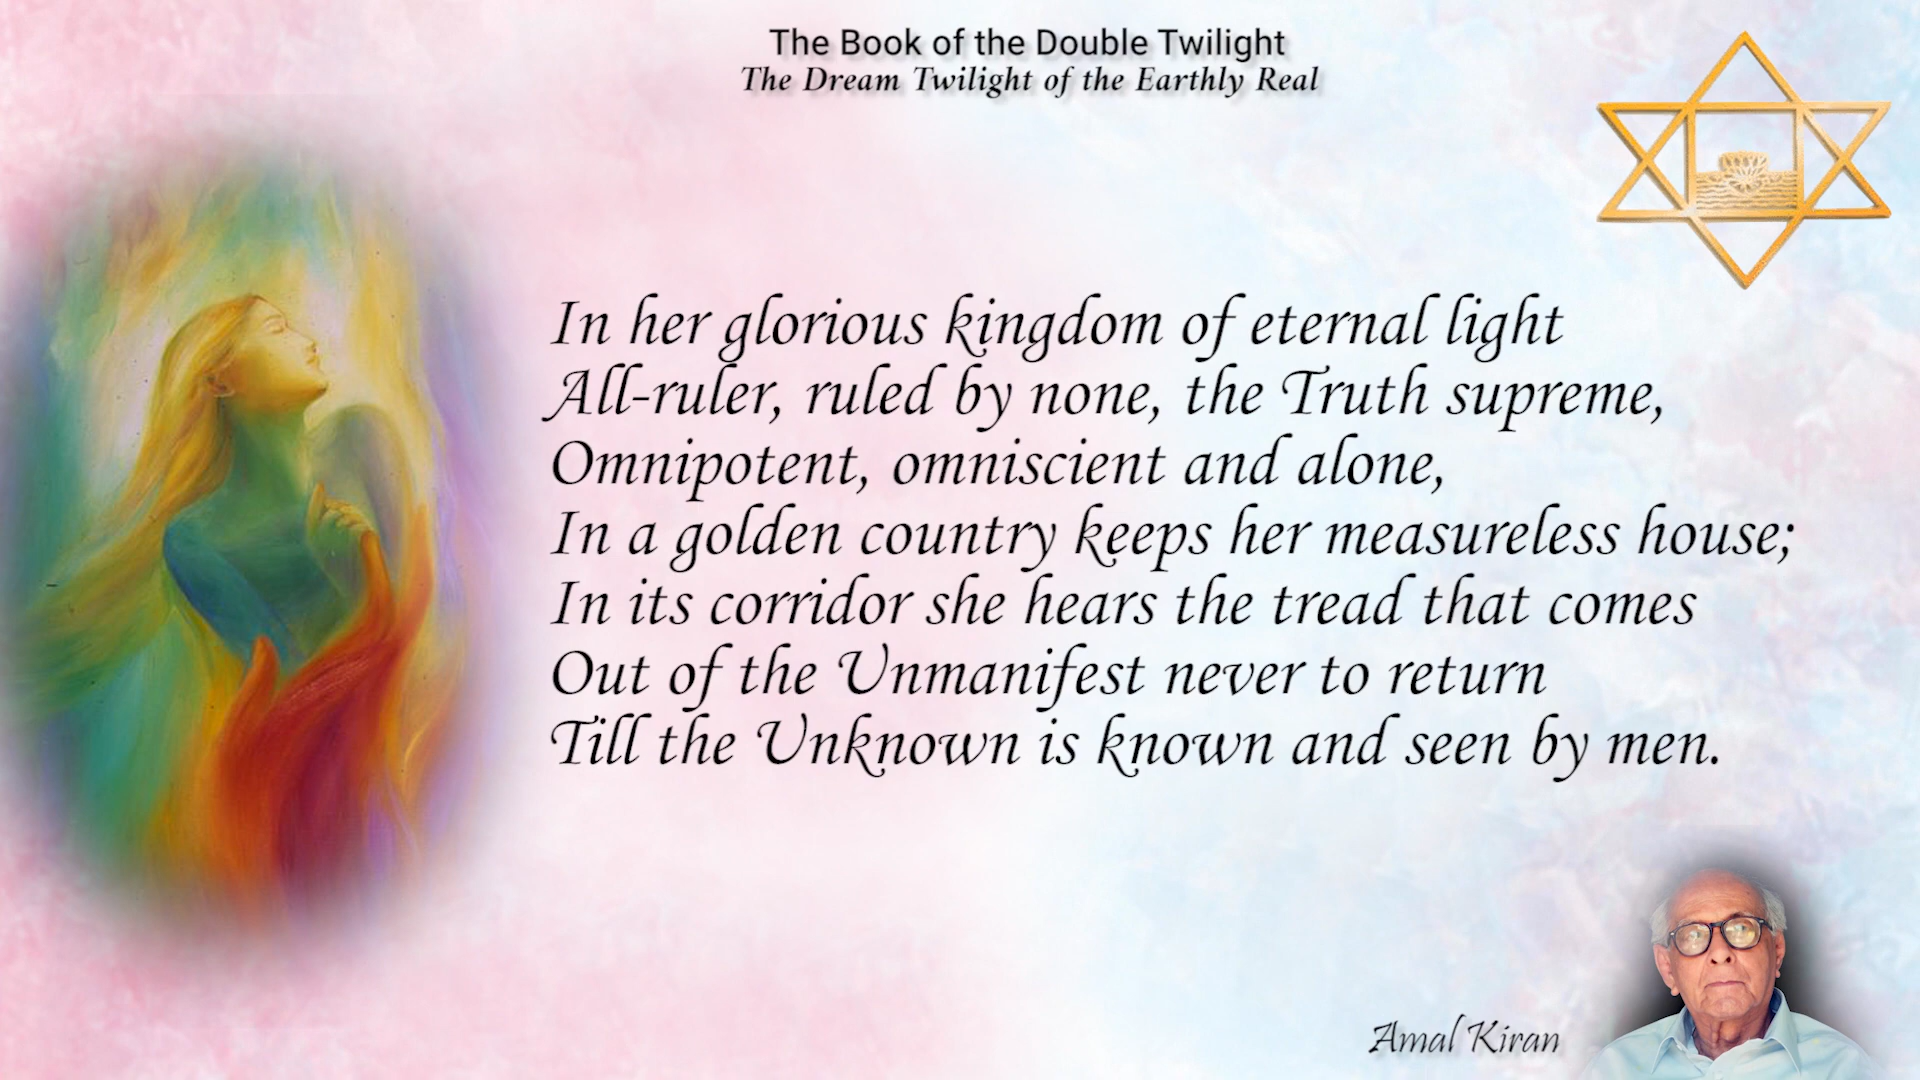 The Book of the Double Twilight
The Dream Twilight of the Earthly Real
In her glorious kingdom of eternal light
All-ruler, ruled by none, the Truth supreme,
Omnipotent, omniscient and alone,
In a golden country keeps her measureless house;
In its corridor she hears the tread that comes
Out of the Unmanifest never to return
Till the Unknown is known and seen by men.
Amal Kiran